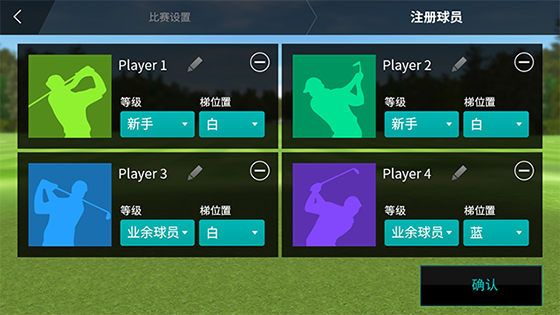 比赛设置
注册球员
Player 1
等级 梯位置
新手 白
Player 2
等级 梯位置
新手 白
Player 3
等级 梯位置
业余球员 白
Player 4
等级 梯位置
业余球员 蓝
确认